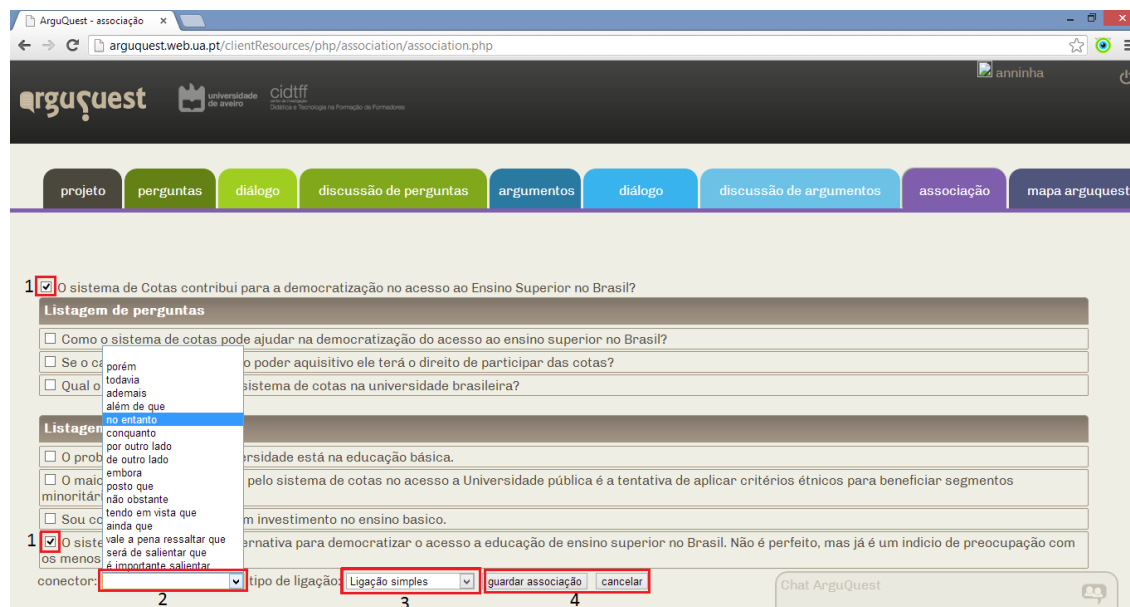 ArguQuest - associação
arguquest.web.ua.pt/clientResources/php/association/association.php
anninha
arguquest
universidade de aveiro
cidtff
Didática e Tecnologia na Formação de Formadores
projeto perguntas diálogo discussão de perguntas argumentos diálogo discussão de argumentos associação mapa arguquest
1 O sistema de Cotas contribui para a democratização no acesso ao Ensino Superior no Brasil?
Listagem de perguntas
Como o sistema de cotas pode ajudar na democratização do acesso ao ensino superior no Brasil?
Se o ca o poder aquisitivo ele terá o direito de participar das cotas?
Qual o sistema de cotas na universidade brasileira?
Listagem
O prob ersidade está na educação básica.
O maio pelo sistema de cotas no acesso a Universidade pública é a tentativa de aplicar critérios étnicos para beneficiar segmentos
minoritár
Sou co m investimento no ensino basico.
1 O siste ernativa para democratizar o acesso a educação de ensino superior no Brasil. Não é perfeito, mas já é um indicio de preocupação com
os menos
porém
todavia
ademais
além de que
no entanto
conquanto
por outro lado
de outro lado
embora
posto que
não obstante
tendo em vista que
ainda que
vale a pena ressaltar que
será de salientar que
é importante salientar
conector: tipo de ligação: Ligação simples guardar associação cancelar
2 3 4
Chat ArguQuest